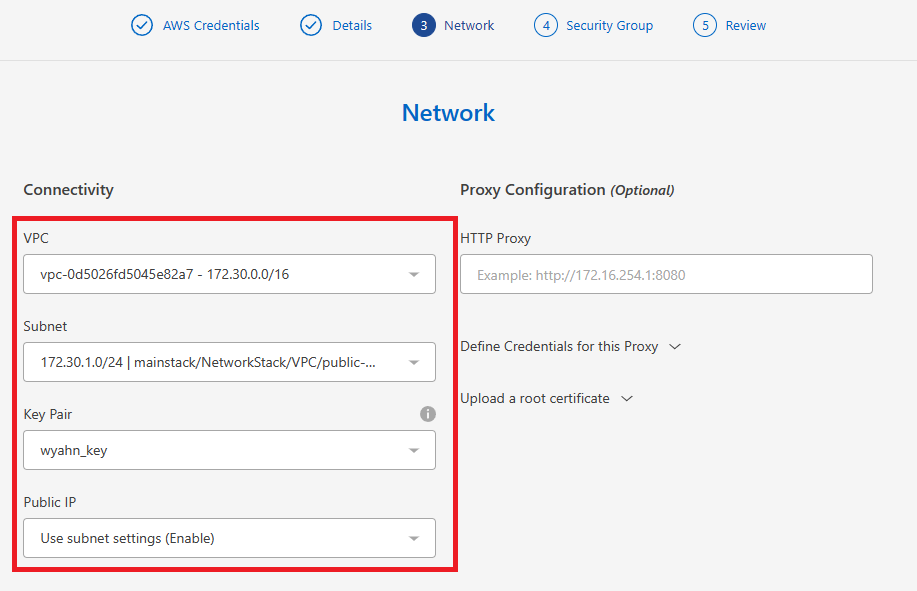 AWS Credentials
Details
3 Network
4 Security Group
5 Review
Network
Connectivity
VPC
vpc-0d5026fd5045e82a7 - 172.30.0.0/16
Subnet
172.30.1.0/24 | mainstack/NetworkStack/VPC/public-...
Key Pair
i
wyahn_key
Public IP
Use subnet settings (Enable)
Proxy Configuration (Optional)
HTTP Proxy
Example: http://172.16.254.1:8080
Define Credentials for this Proxy
Upload a root certificate